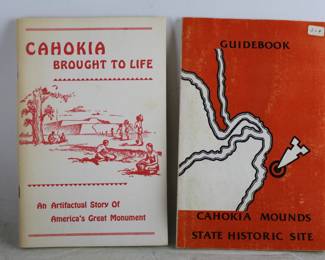 CAHOKIA
BROUGHT TO LIFE
An Artifactual Story Of
America's Great Monument
GUIDEBOOK
CAHOKIA MOUNDS
STATE HISTORIC SITE